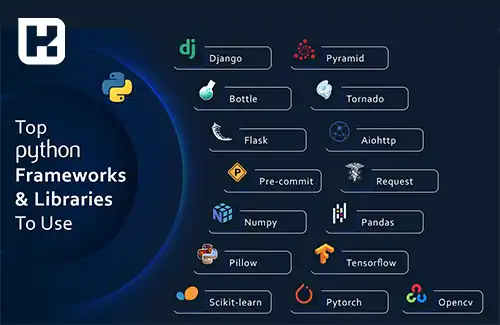 Top
python
Frameworks
& Libraries
To Use
dj
Django
Pyramid
Bottle
Tornado
Flask
Aiohttp
P
Pre-commit
Request
Numpy
Pandas
Pillow
Tensorflow
Scikit-learn
Pytorch
Opencv